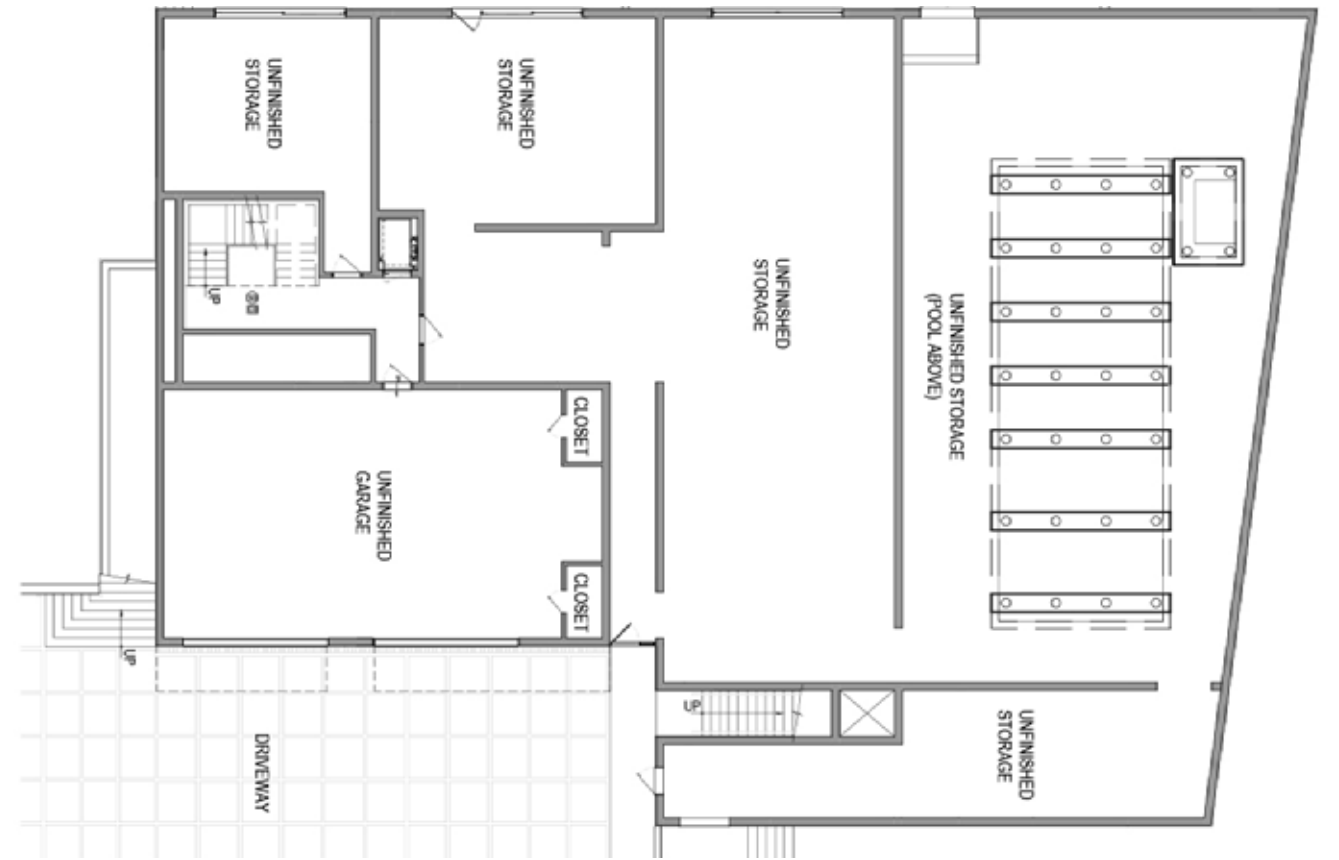 UNFINISHED
STORAGE
UNFINISHED
STORAGE
UNFINISHED
STORAGE
UNFINISHED STORAGE
(POOL ABOVE)
UP
CLOSET
UNFINISHED
GARAGE
CLOSET
UP
UP
UNFINISHED
STORAGE
DRIVEWAY